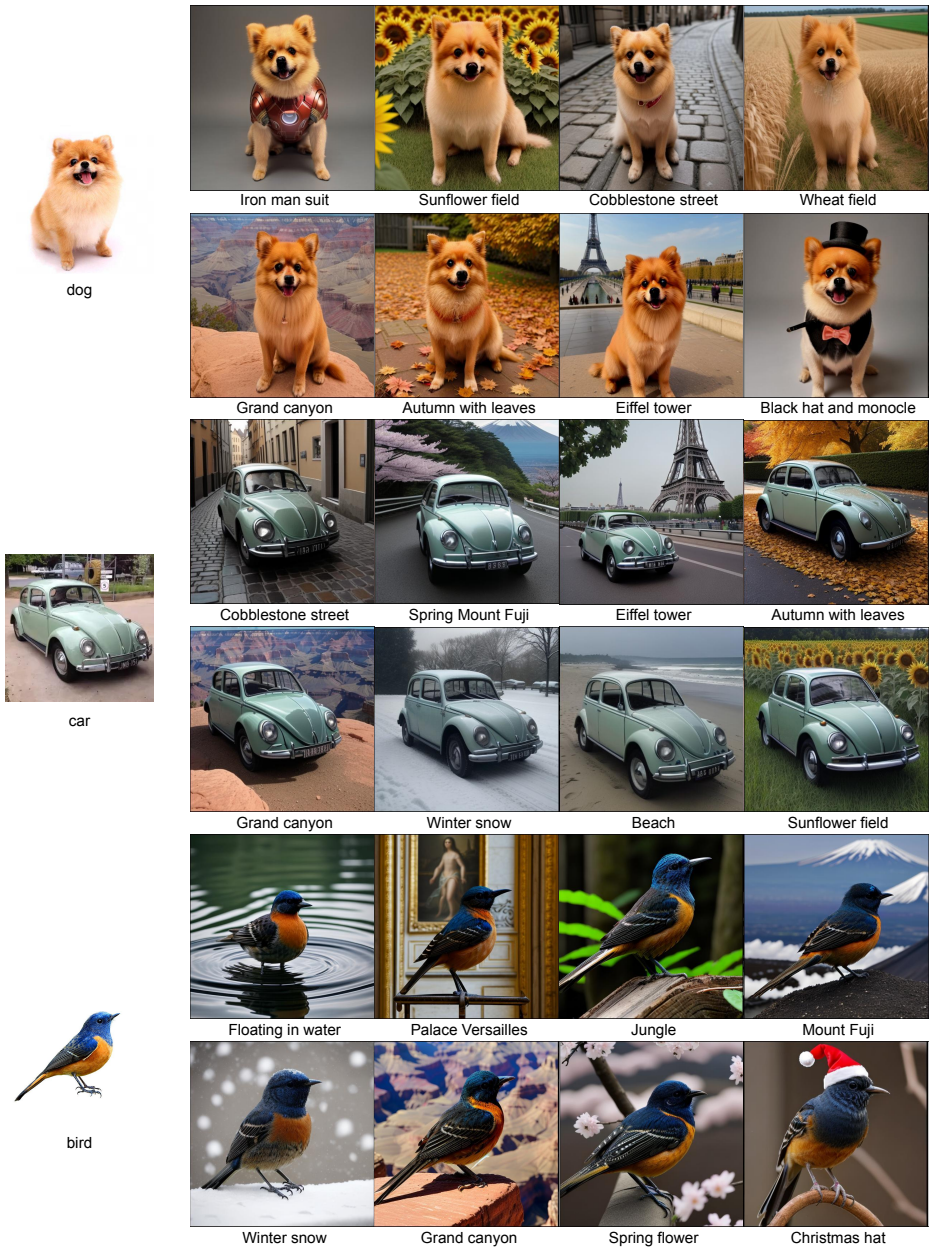 Iron man suit
Sunflower field
Cobblestone street
Wheat field
dog
Grand canyon
Autumn with leaves
Eiffel tower
Black hat and monocle
Cobblestone street
Spring Mount Fuji
Eiffel tower
Autumn with leaves
car
Grand canyon
Winter snow
Beach
Sunflower field
Floating in water
Palace Versailles
Jungle
Mount Fuji
bird
Winter snow
Grand canyon
Spring flower
Christmas hat